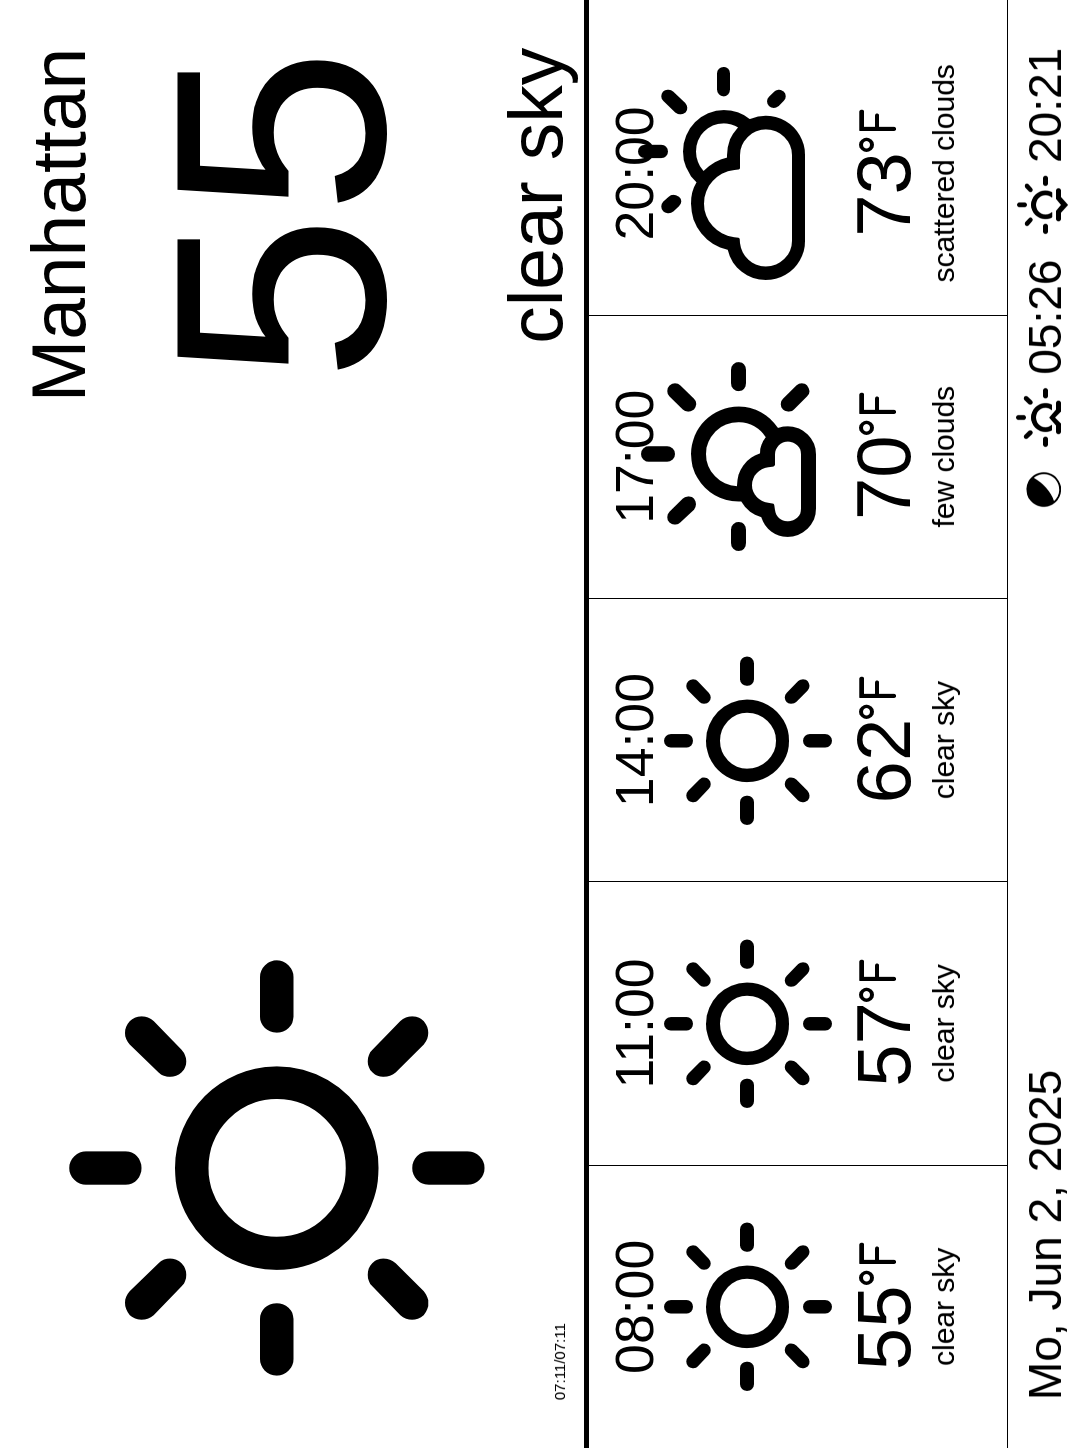 Manhattan
55
clear sky
07:11/07:11
08:00
55°F
clear sky
11:00
57°F
clear sky
14:00
62°F
clear sky
17:00
70°F
few clouds
20:00
73°F
scattered clouds
Mo, Jun 2, 2025
05:26 20:21